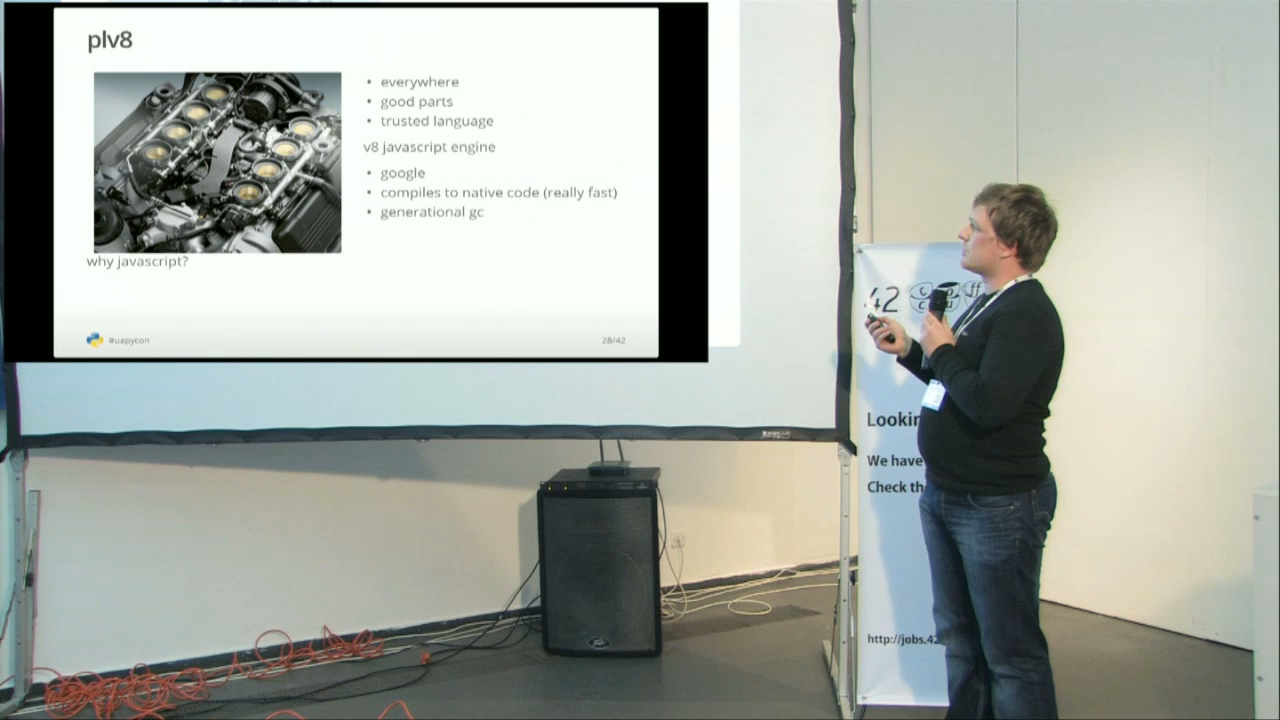 plv8
• everywhere
• good parts
• trusted language
v8 javascript engine
• google
• compiles to native code (really fast)
• generational gc
why javascript?
#uapycon
28/42
42
Lookin
We have
Check th
http://jobs.42